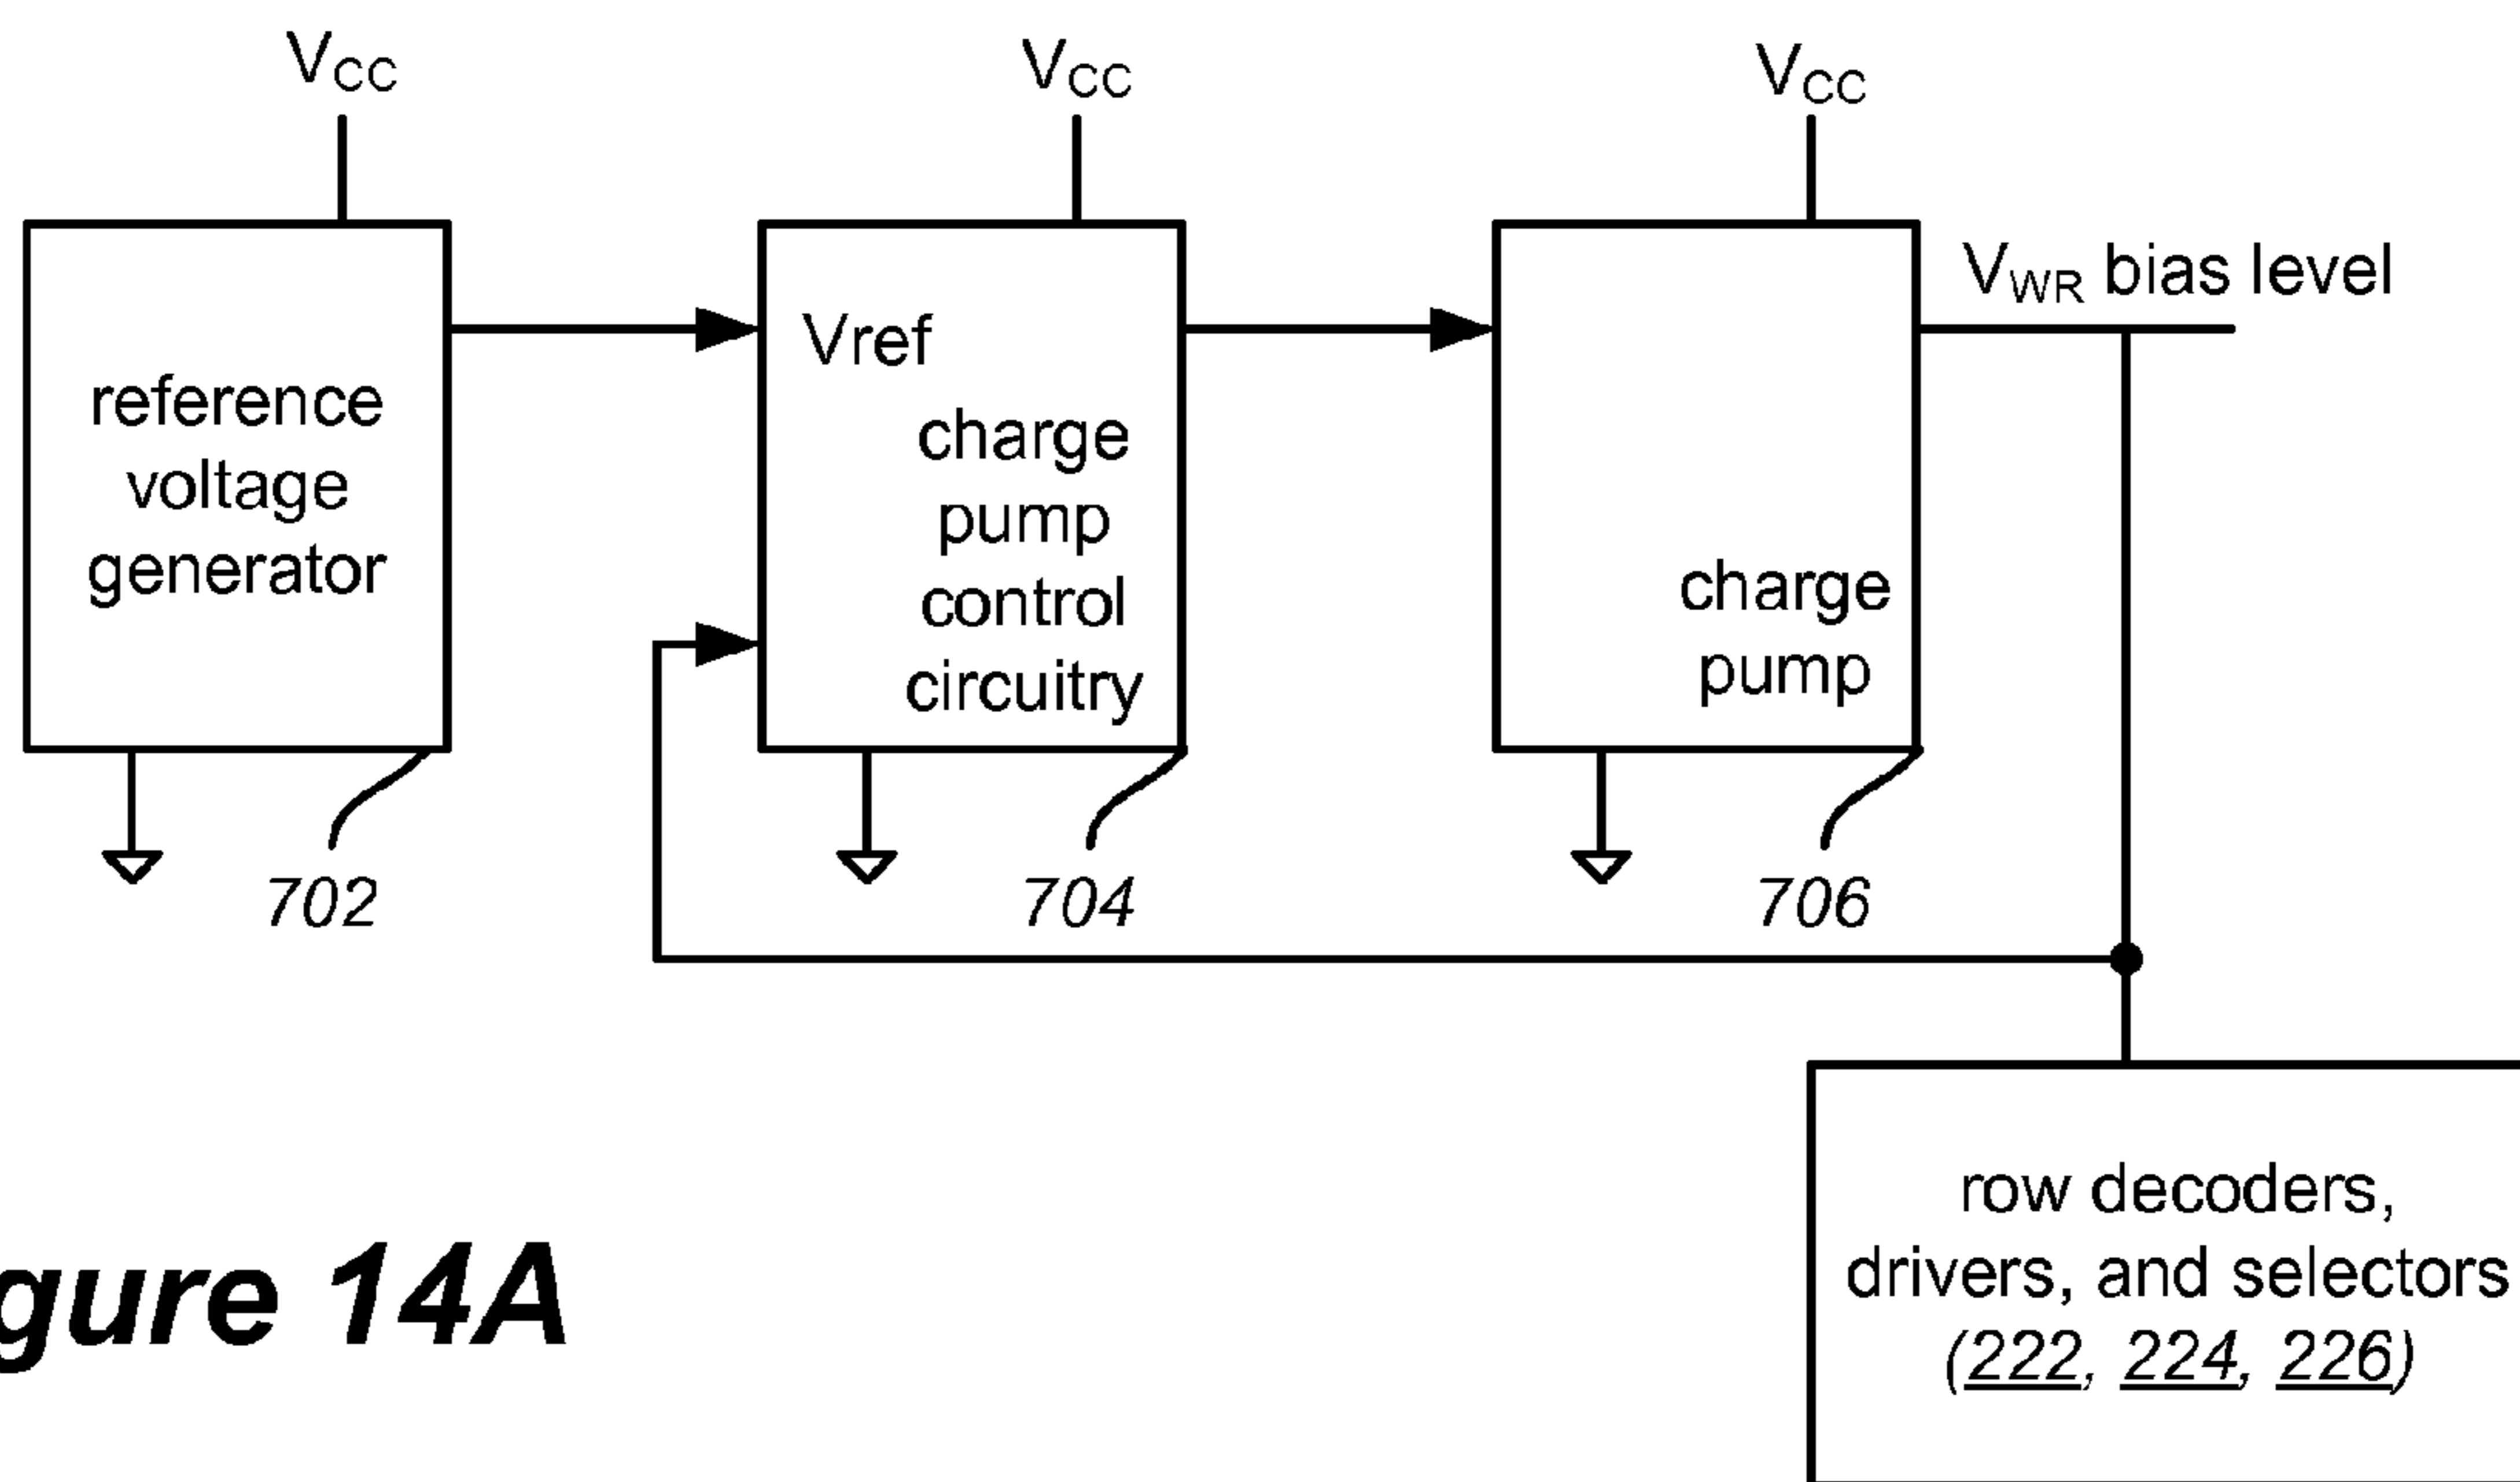 VCC
VCC
VCC
VWR bias level
Vref
reference
voltage
generator
charge
pump
control
circuitry
charge
pump
702
704
706
row decoders,
drivers, and selectors
(222, 224, 226)
gure 14A